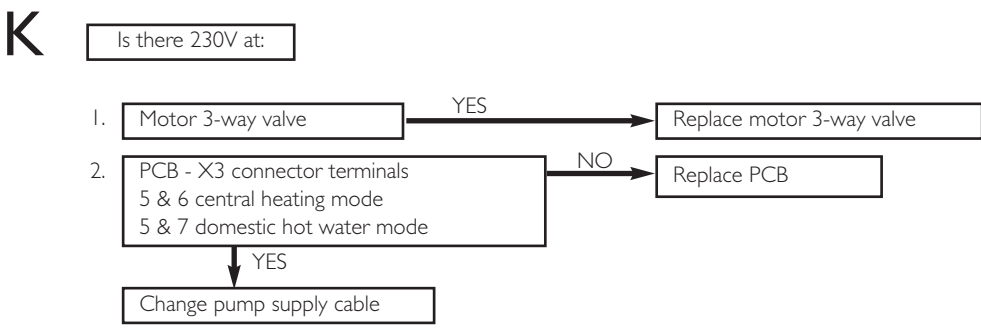 K
Is there 230V at:
1. Motor 3-way valve
YES
Replace motor 3-way valve
2. PCB - X3 connector terminals
5 & 6 central heating mode
5 & 7 domestic hot water mode
NO
Replace PCB
YES
Change pump supply cable